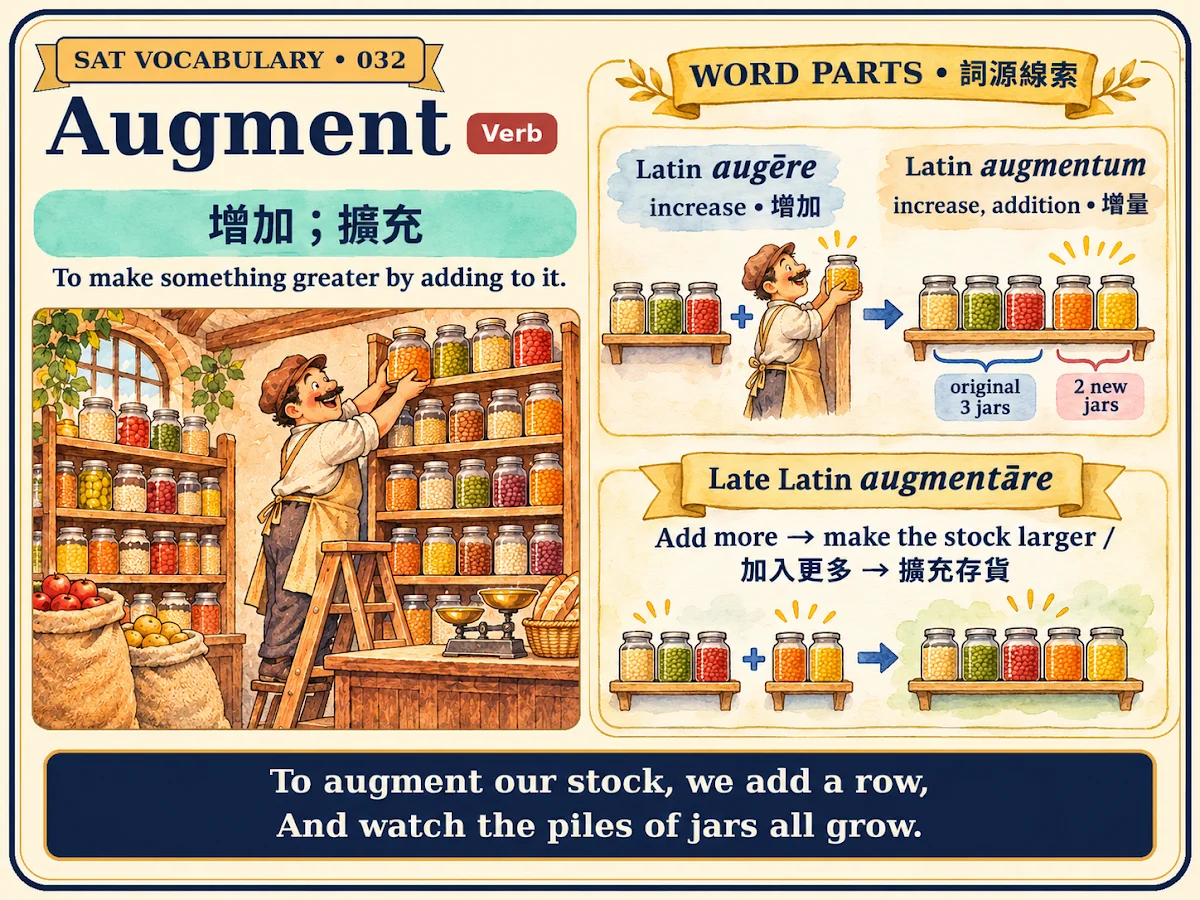 SAT VOCABULARY • 032
Augment
Verb
增加；擴充
To make something greater by adding to it.
WORD PARTS • 詞源線索
Latin augēre
increase • 增加
Latin augmentum
increase, addition • 增量
original
3 jars
2 new
jars
Late Latin augmentāre
Add more → make the stock larger /
加入更多 → 擴充存貨
To augment our stock, we add a row,
And watch the piles of jars all grow.